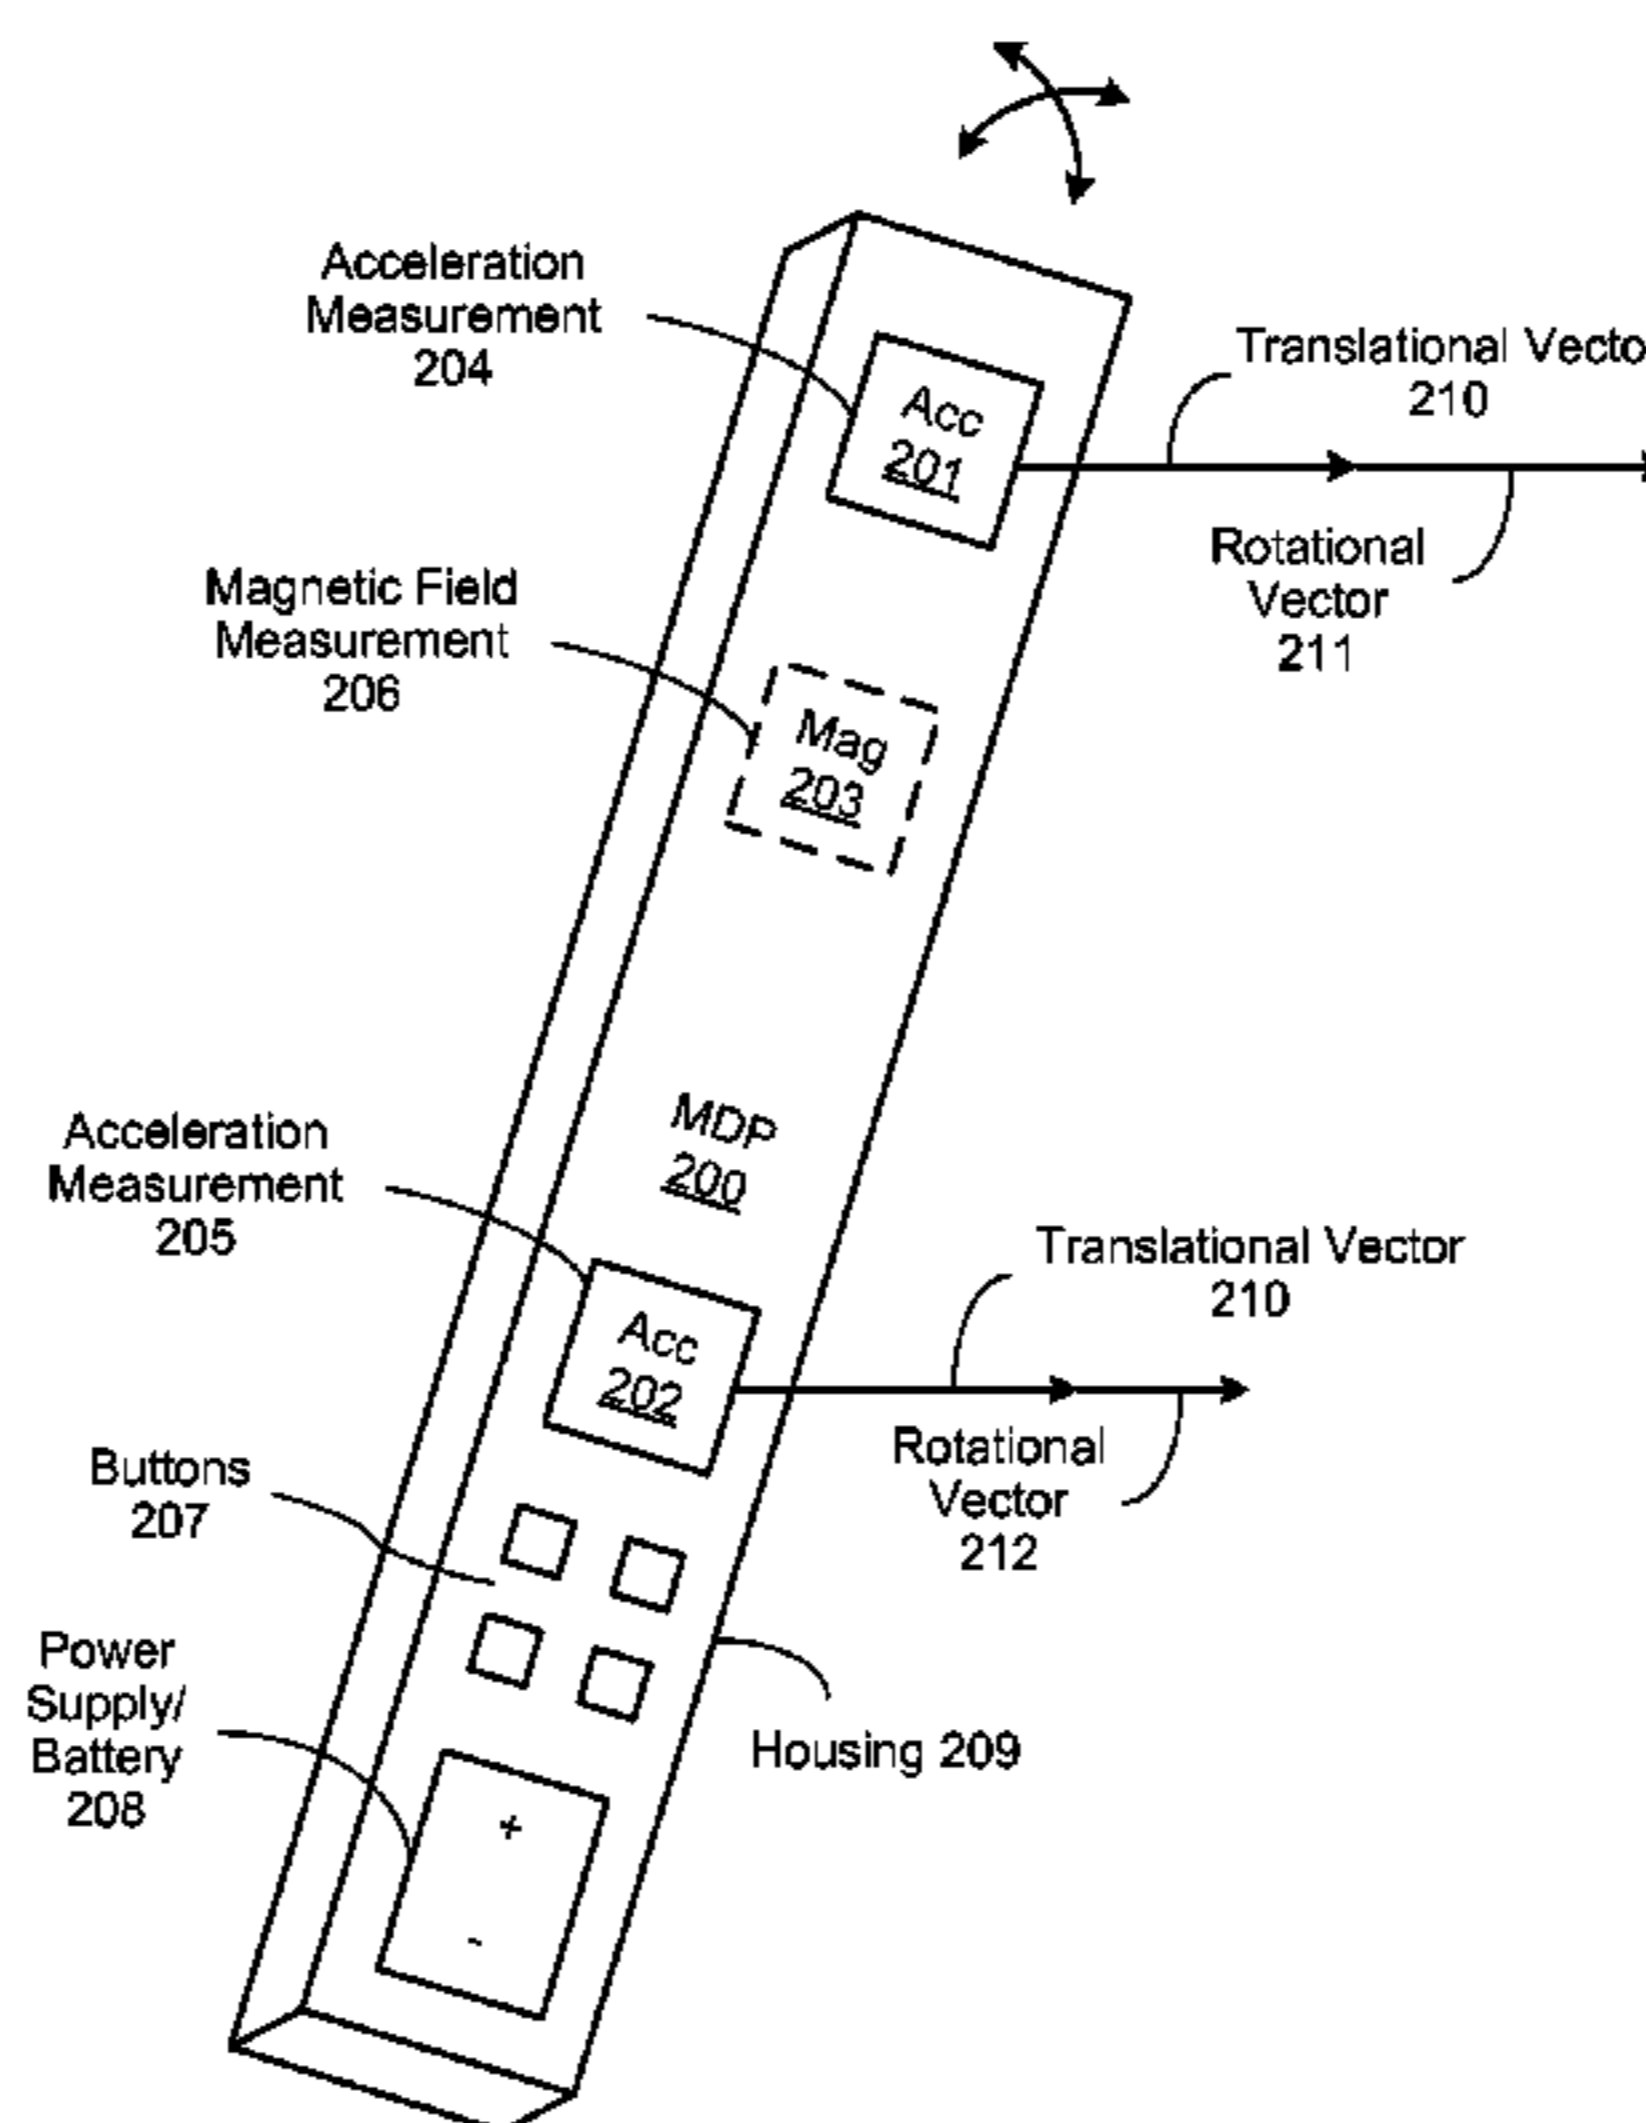 Acceleration
Measurement
204
Translational Vecto
210
Acc
201
Rotational
Vector
211
Magnetic Field
Measurement
206
Mag
203
MDP
200
Acceleration
Measurement
205
Translational Vector
210
Acc
202
Rotational
Vector
212
Buttons
207
Power
Supply/
Battery
208
Housing 209
+
-